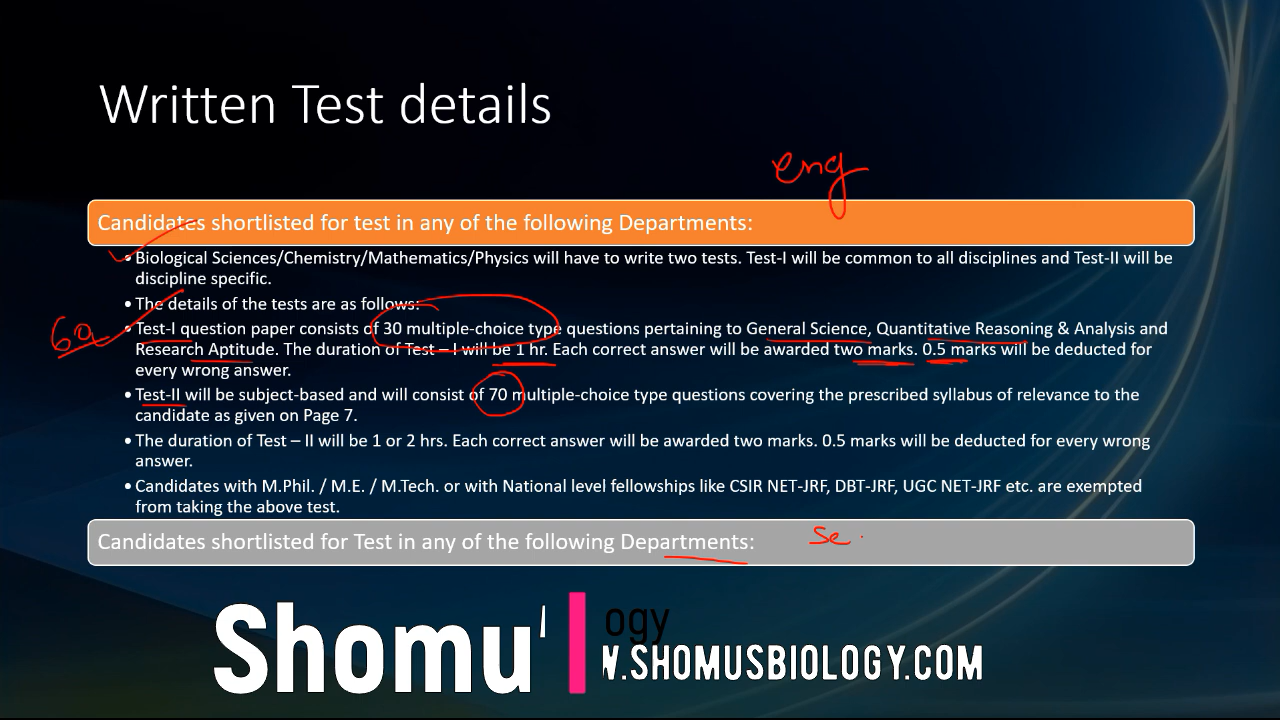 Written Test details
eng
Candidates shortlisted for test in any of the following Departments:
• Biological Sciences/Chemistry/Mathematics/Physics will have to write two tests. Test-I will be common to all disciplines and Test-II will be
discipline specific.
• The details of the tests are as follows:
• Test-I question paper consists of 30 multiple-choice type questions pertaining to General Science, Quantitative Reasoning & Analysis and
Research Aptitude. The duration of Test – I will be 1 hr. Each correct answer will be awarded two marks. 0.5 marks will be deducted for
every wrong answer.
• Test-II will be subject-based and will consist of 70 multiple-choice type questions covering the prescribed syllabus of relevance to the
candidate as given on Page 7.
• The duration of Test – II will be 1 or 2 hrs. Each correct answer will be awarded two marks. 0.5 marks will be deducted for every wrong
answer.
• Candidates with M.Phil. / M.E. / M.Tech. or with National level fellowships like CSIR NET-JRF, DBT-JRF, UGC NET-JRF etc. are exempted
from taking the above test.
Candidates shortlisted for Test in any of the following Departments:
Se
Shomu'
ogy
W.SHOMUSBIOLOGY.COM